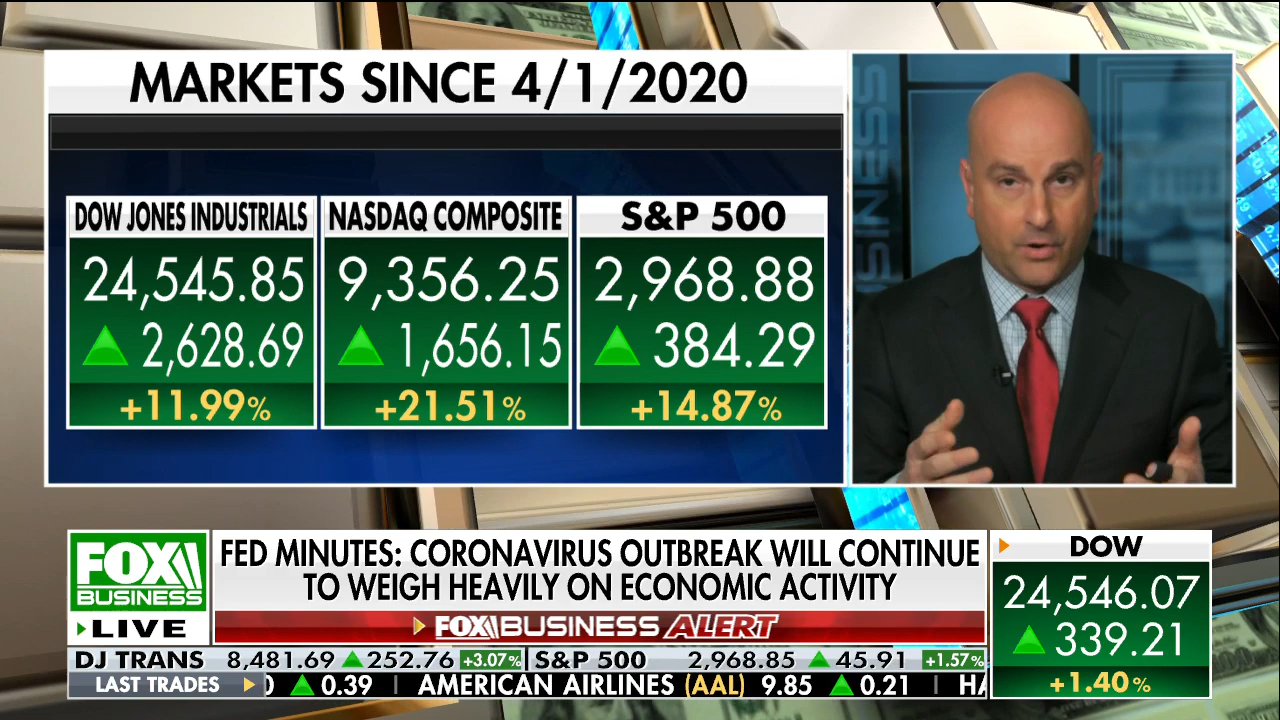 MARKETS SINCE 4/1/2020
DOW JONES INDUSTRIALS
24,545.85
2,628.69
+11.99%
NASDAQ COMPOSITE
9,356.25
1,656.15
+21.51%
S&P 500
2,968.88
384.29
+14.87%
BUSINESS
FOX
BUSINESS
LIVE
FED MINUTES: CORONAVIRUS OUTBREAK WILL CONTINUE
TO WEIGH HEAVILY ON ECONOMIC ACTIVITY
FOX BUSINESS ALERT
DOW
24,546.07
339.21
+1.40%
DJ TRANS 8,481.69 252.76 +3.07% S&P 500 2,968.85 45.91 +1.57%
LAST TRADES 0.39 | AMERICAN AIRLINES (AAL) 9.85 0.21 |